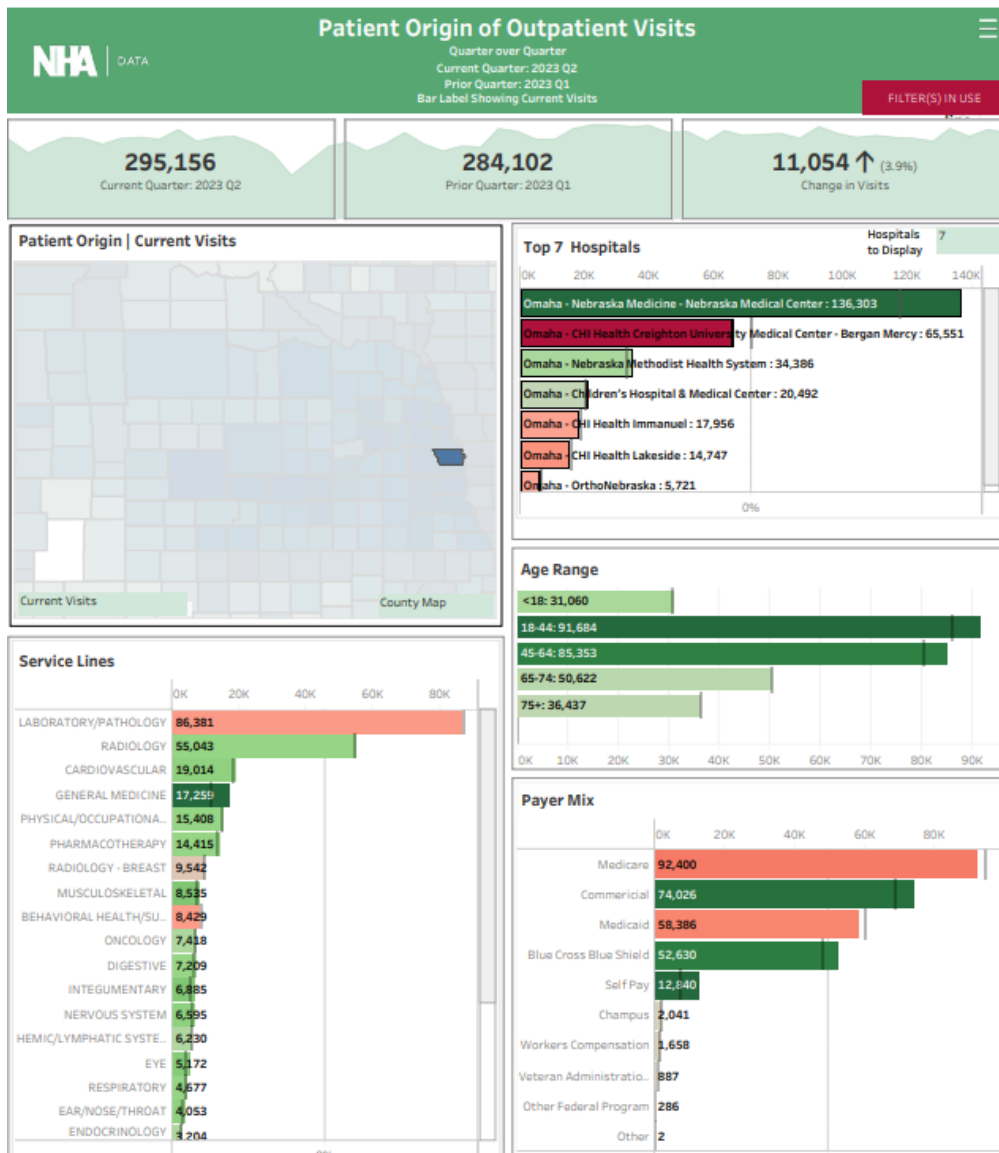 Patient Origin of Outpatient Visits
Quarter over Quarter
Current Quarter: 2023 Q2
Prior Quarter: 2023 Q1
Bar Label Showing Current Visits
NHA DATA
FILTER(S) IN USE
295,156
Current Quarter: 2023 Q2
284,102
Prior Quarter: 2023 Q1
11,054 ↑ (3.9%)
Change in Visits
Patient Origin | Current Visits
Current Visits
County Map
Top 7 Hospitals
Hospitals
to Display
7
0K 20K 40K 60K 80K 100K 120K 140K
Omaha - Nebraska Medicine - Nebraska Medical Center : 136,303
Omaha - CHI Health Creighton University Medical Center - Bergan Mercy : 65,551
Omaha - Nebraska Methodist Health System : 34,386
Omaha - Children's Hospital & Medical Center : 20,492
Omaha - CHI Health Immanuel : 17,956
Omaha - CHI Health Lakeside : 14,747
Omaha - OrthoNebraska : 5,721
0%
Age Range
<18: 31,060
18-44: 91,684
45-64: 85,353
65-74: 50,622
75+: 36,437
0K 10K 20K 30K 40K 50K 60K 70K 80K 90K
Service Lines
0K 20K 40K 60K 80K
LABORATORY/PATHOLOGY 86,381
RADIOLOGY 55,043
CARDIOVASCULAR 19,014
GENERAL MEDICINE 17,259
PHYSICAL/OCCUPATIONA.. 15,408
PHARMACOTHERAPY 14,415
RADIOLOGY - BREAST 9,542
MUSCULOSKELETAL 8,535
BEHAVIORAL HEALTH/SU.. 8,429
ONCOLOGY 7,418
DIGESTIVE 7,209
INTEGUMENTARY 6,885
NERVOUS SYSTEM 6,595
HEMIC/LYMPHATIC SYSTE.. 6,230
EYE 5,172
RESPIRATORY 4,677
EAR/NOSE/THROAT 4,053
ENDOCRINOLOGY 3,204
Payer Mix
0K 20K 40K 60K 80K
Medicare 92,400
Commericial 74,026
Medicaid 58,386
Blue Cross Blue Shield 52,630
Self Pay 12,840
Champus 2,041
Workers Compensation 1,658
Veteran Administratio.. 887
Other Federal Program 286
Other 2